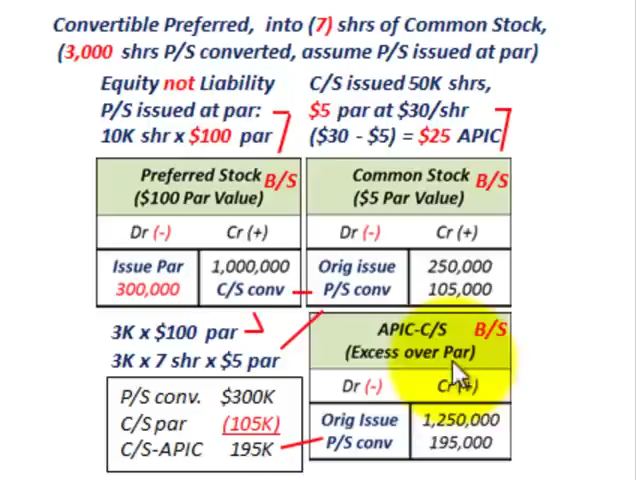 Convertible Preferred, into (7) shrs of Common Stock,
(3,000 shrs P/S converted, assume P/S issued at par)
Equity not Liability
P/S issued at par:
10K shr x $100 par
C/S issued 50K shrs,
$5 par at $30/shr
($30 - $5) = $25 APIC
Preferred Stock B/S
($100 Par Value)
Dr (-) Cr (+)
Issue Par 1,000,000
300,000 C/S conv
Common Stock B/S
($5 Par Value)
Dr (-) Cr (+)
Orig issue 250,000
P/S conv 105,000
3K x $100 par
3K x 7 shr x $5 par
P/S conv. $300K
C/S par (105K)
C/S-APIC 195K
APIC-C/S B/S
(Excess over Par)
Dr (-) Cr (+)
Orig Issue 1,250,000
P/S conv 195,000